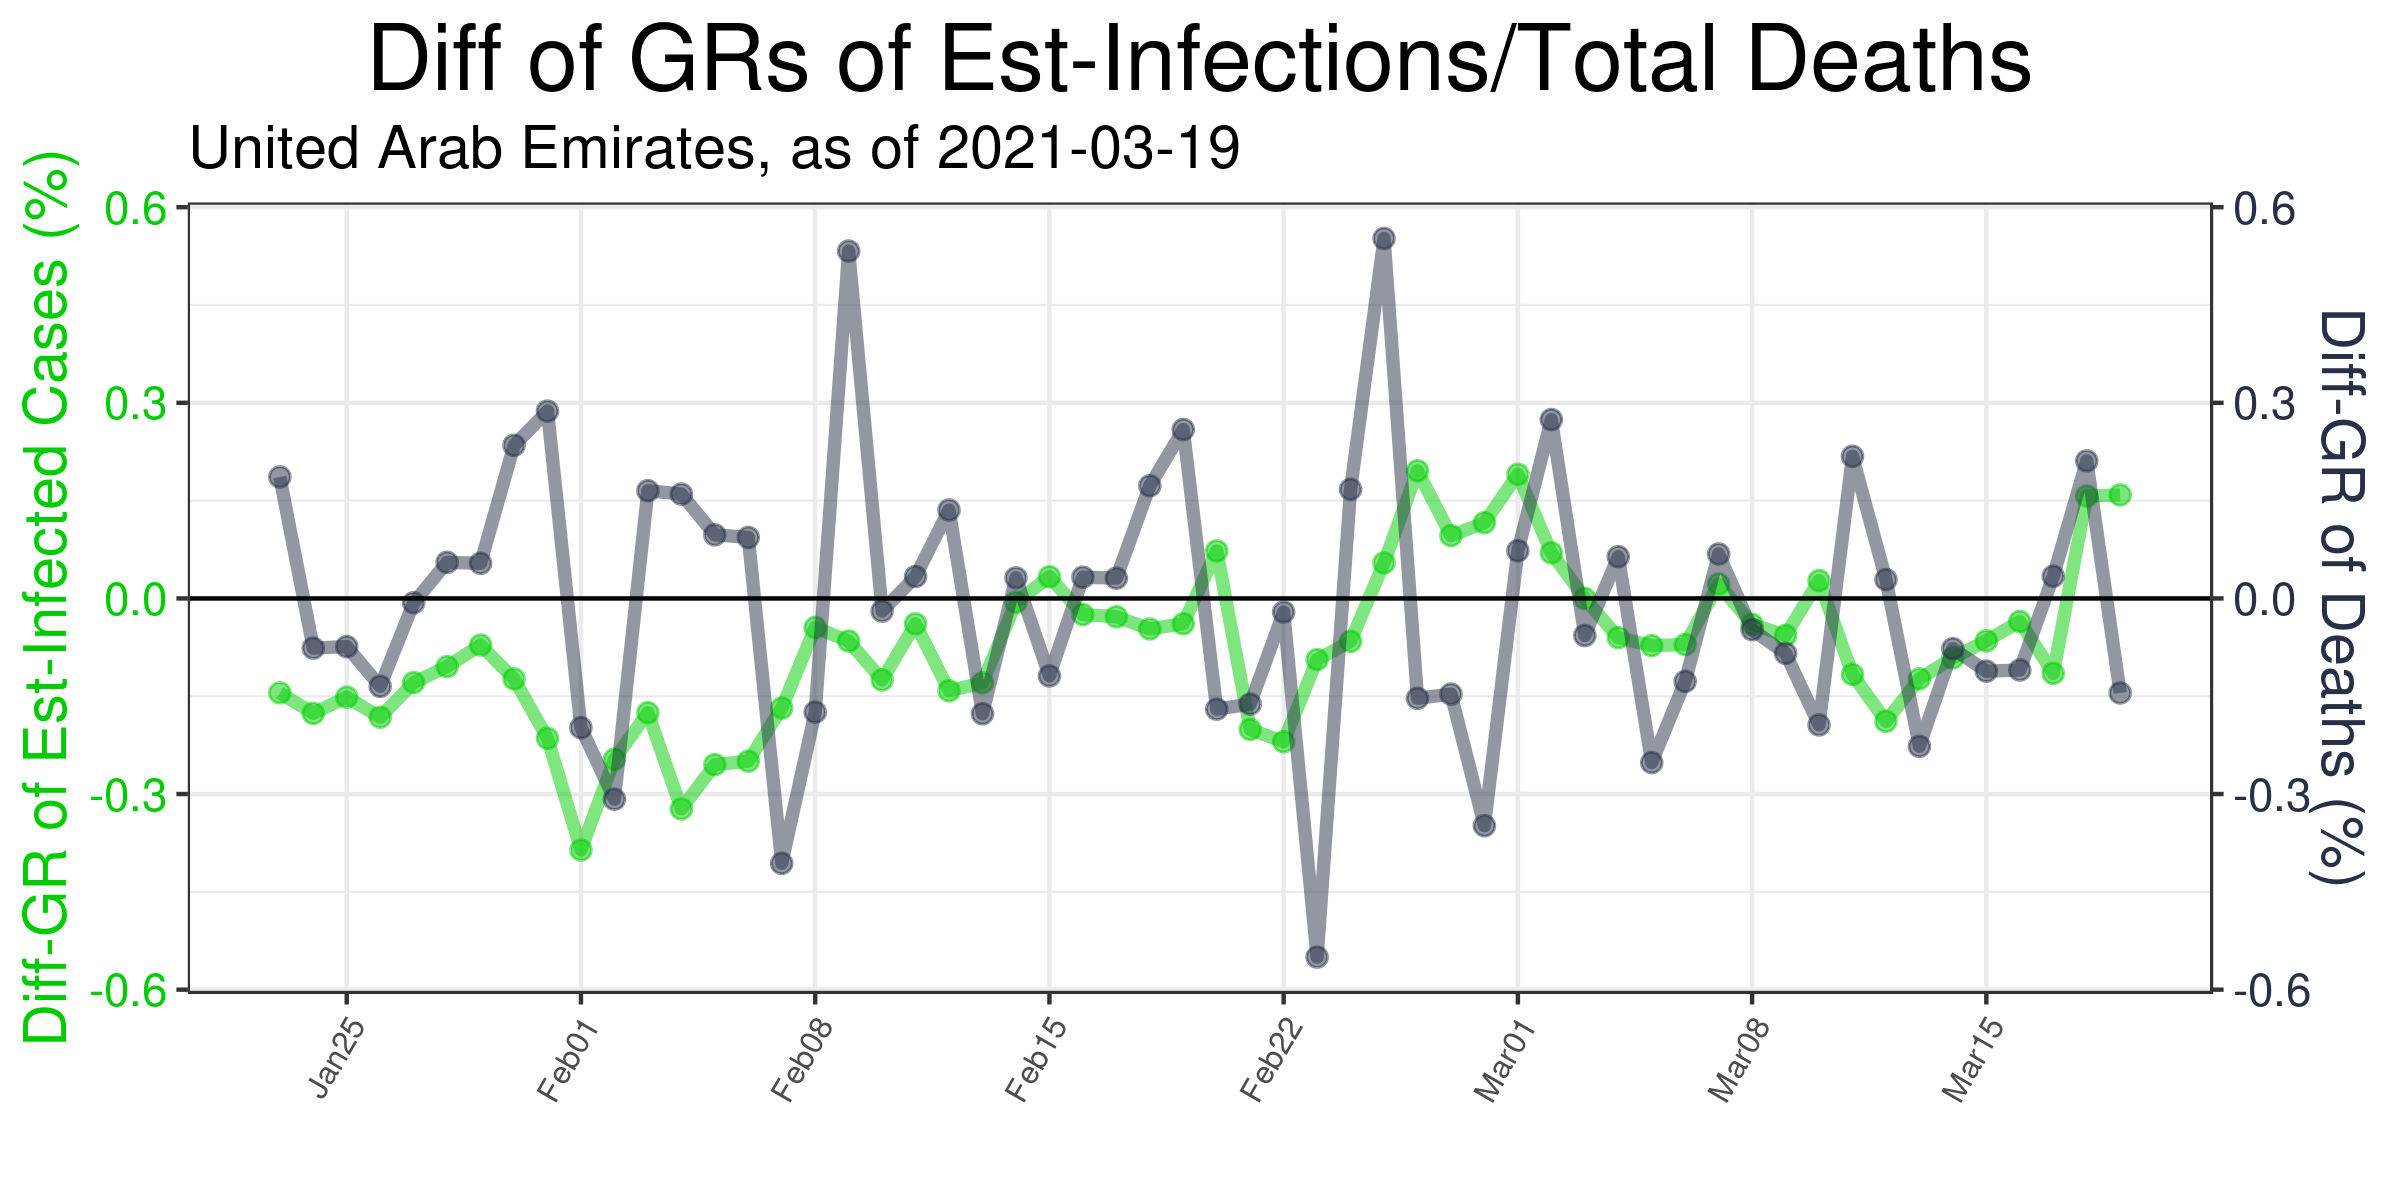 Diff of GRs of Est-Infections/Total Deaths
United Arab Emirates, as of 2021-03-19
Diff-GR of Est-Infected Cases (%)
0.6
0.3
0.0
-0.3
-0.6
0.6
0.3
0.0
-0.3
-0.6
Diff-GR of Deaths (%)
Jan25
Feb01
Feb08
Feb15
Feb22
Mar01
Mar08
Mar15